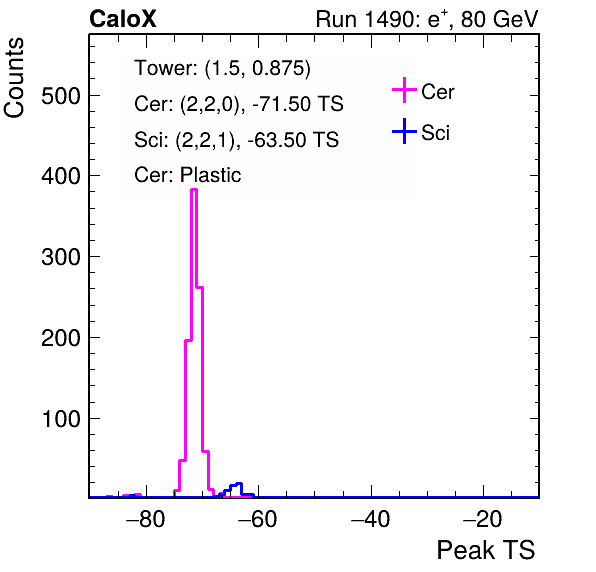 CaloX Run 1490: e⁺, 80 GeV
Counts
Tower: (1.5, 0.875)
Cer: (2,2,0), -71.50 TS
Sci: (2,2,1), -63.50 TS
Cer: Plastic
Cer
Sci
500
400
300
200
100
−80 −60 −40 −20
Peak TS